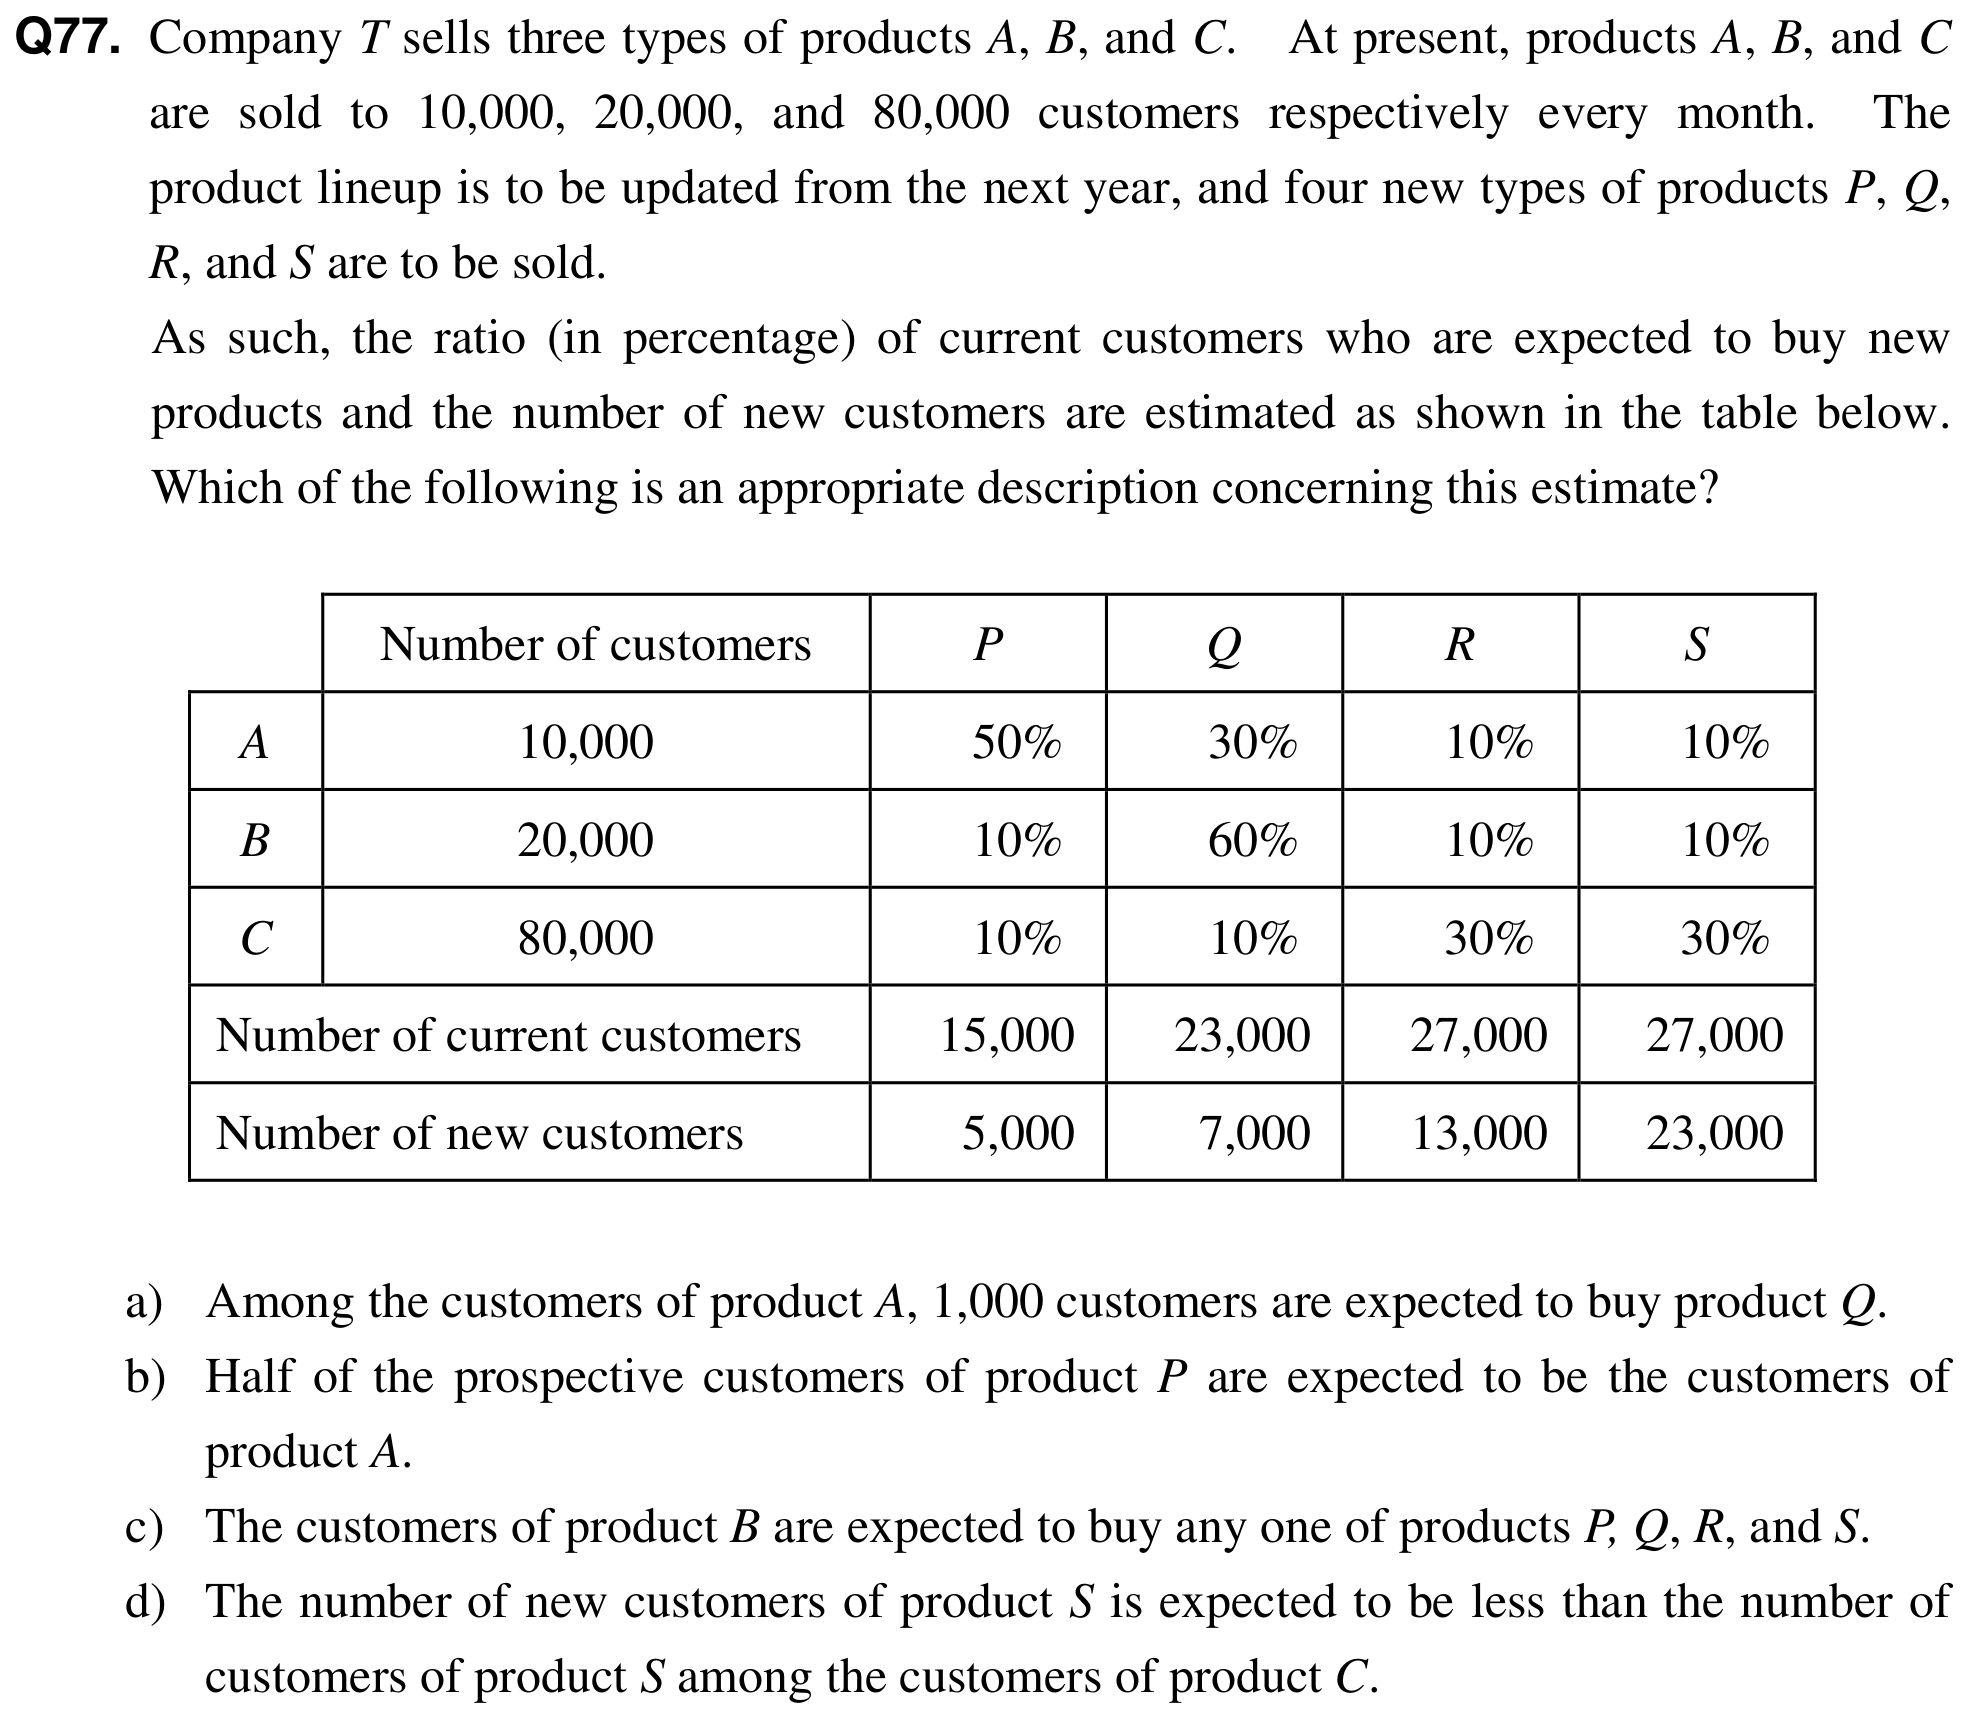 Q77. Company T sells three types of products A, B, and C. At present, products A, B, and C
are sold to 10,000, 20,000, and 80,000 customers respectively every month. The
product lineup is to be updated from the next year, and four new types of products P, Q,
R, and S are to be sold.
As such, the ratio (in percentage) of current customers who are expected to buy new
products and the number of new customers are estimated as shown in the table below.
Which of the following is an appropriate description concerning this estimate?
Number of customers P Q R S
A 10,000 50% 30% 10% 10%
B 20,000 10% 60% 10% 10%
C 80,000 10% 10% 30% 30%
Number of current customers 15,000 23,000 27,000 27,000
Number of new customers 5,000 7,000 13,000 23,000
a) Among the customers of product A, 1,000 customers are expected to buy product Q.
b) Half of the prospective customers of product P are expected to be the customers of
product A.
c) The customers of product B are expected to buy any one of products P, Q, R, and S.
d) The number of new customers of product S is expected to be less than the number of
customers of product S among the customers of product C.